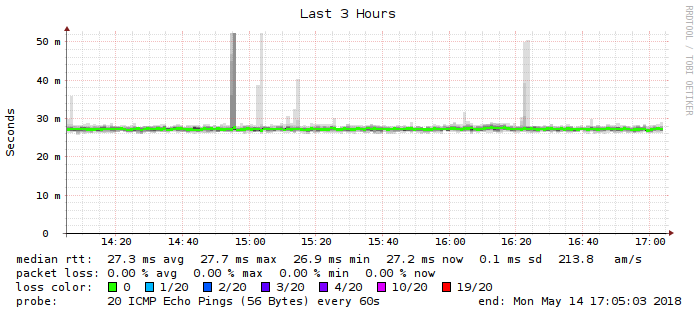 Last 3 Hours
RRDTOOL / TOBI OETIKER
Seconds
50 m
40 m
30 m
20 m
10 m
0
14:20 14:40 15:00 15:20 15:40 16:00 16:20 16:40 17:00
median rtt: 27.3 ms avg 27.7 ms max 26.9 ms min 27.2 ms now 0.1 ms sd 213.8 am/s
packet loss: 0.00 % avg 0.00 % max 0.00 % min 0.00 % now
loss color: 0 1/20 2/20 3/20 4/20 10/20 19/20
probe: 20 ICMP Echo Pings (56 Bytes) every 60s end: Mon May 14 17:05:03 2018